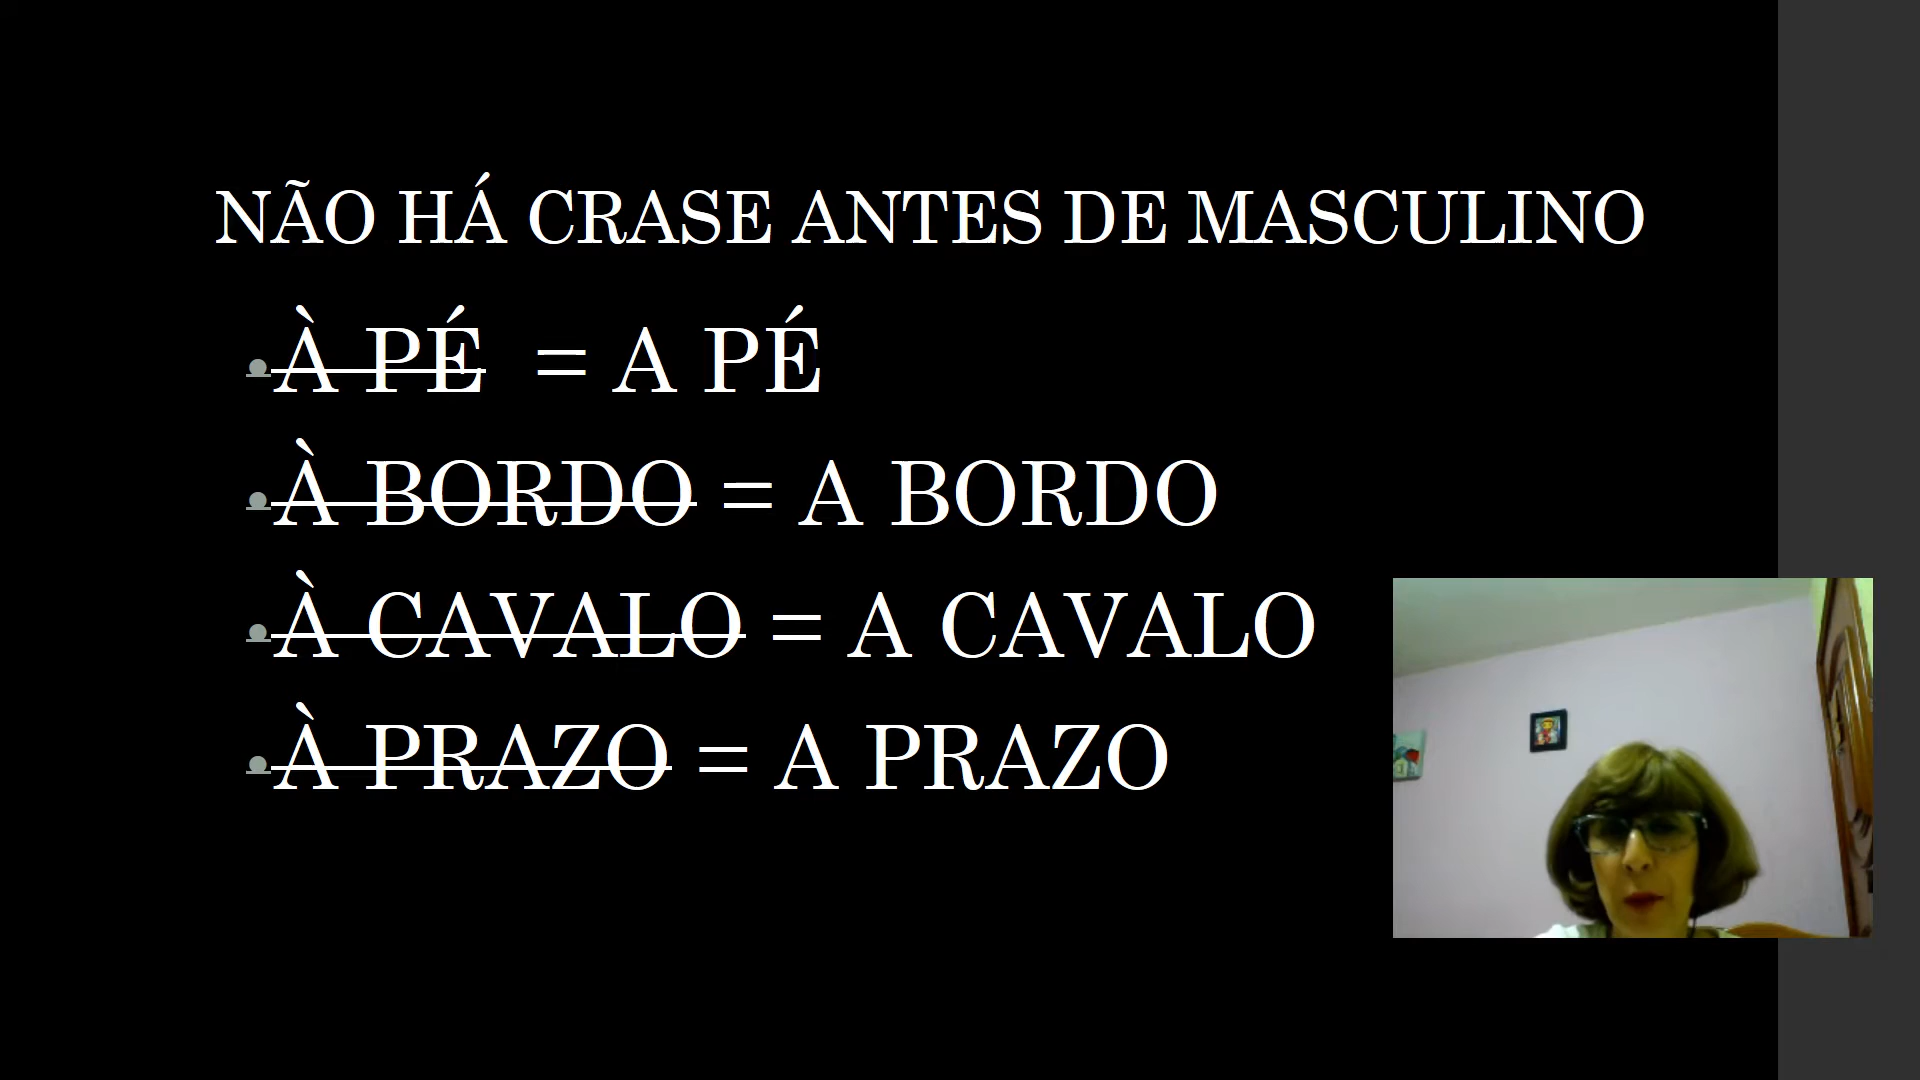 NÃO HÁ CRASE ANTES DE MASCULINO
À PÉ = A PÉ
À BORDO = A BORDO
À CAVALO = A CAVALO
À PRAZO = A PRAZO